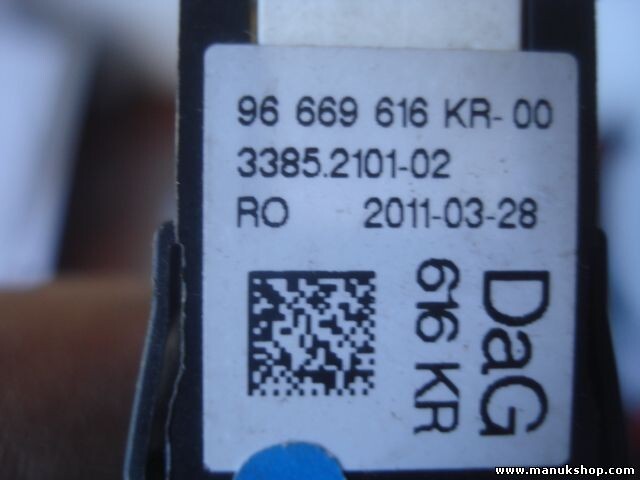 96 669 616 KR-00
3385.2101-02
RO 2011-03-28
DaG
616 KR
www.manukshop.com